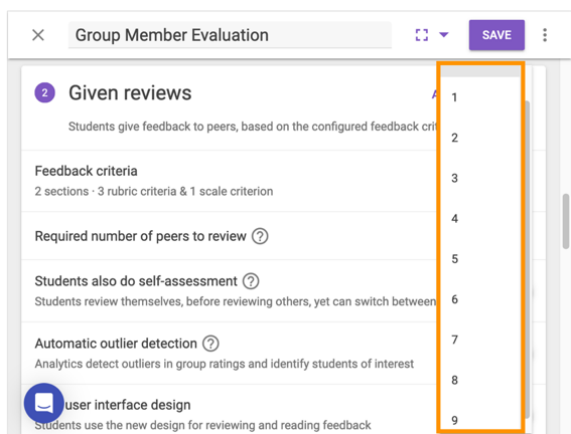 Group Member Evaluation
SAVE
2 Given reviews
Students give feedback to peers, based on the configured feedback
Feedback criteria
2 sections · 3 rubric criteria & 1 scale criterion
Required number of peers to review ?
Students also do self-assessment ?
Students review themselves, before reviewing others, yet can switch between
Automatic outlier detection ?
Analytics detect outliers in group ratings and identify students of interest
user interface design
Students use the new design for reviewing and reading feedback
1
2
3
4
5
6
7
8
9